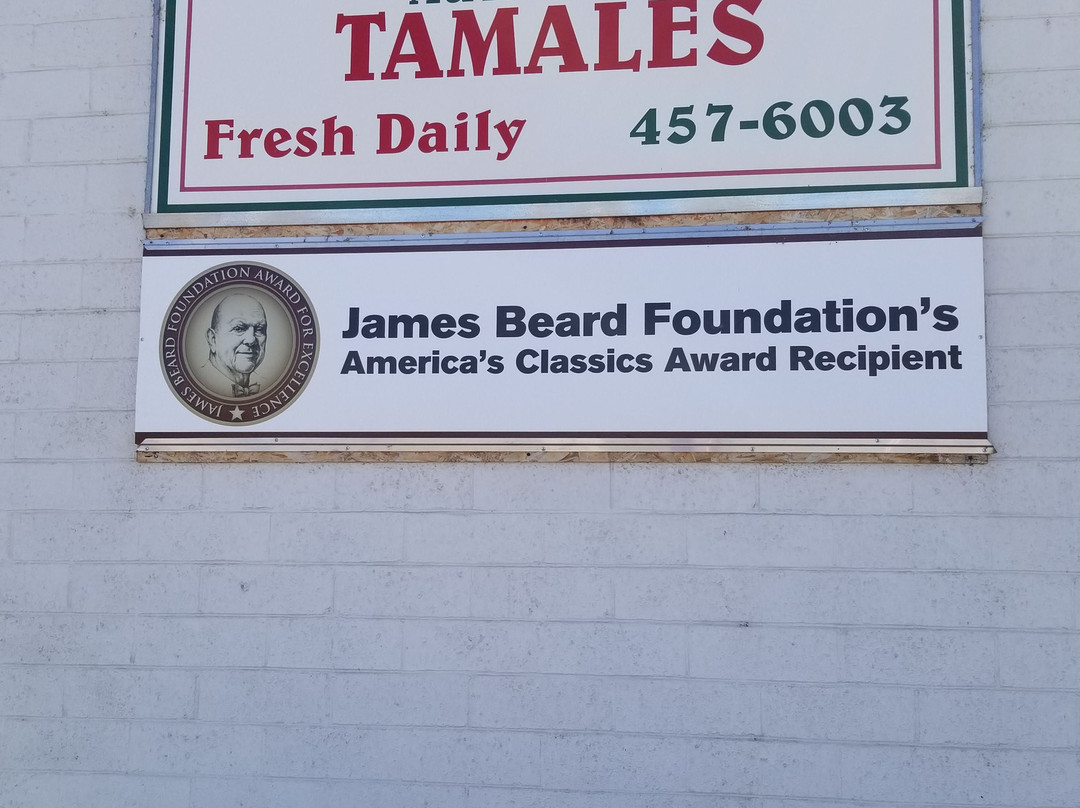 TAMALES
Fresh Daily 457-6003
JAMES BEARD FOUNDATION AWARD FOR EXCELLENCE
James Beard Foundation's
America's Classics Award Recipient